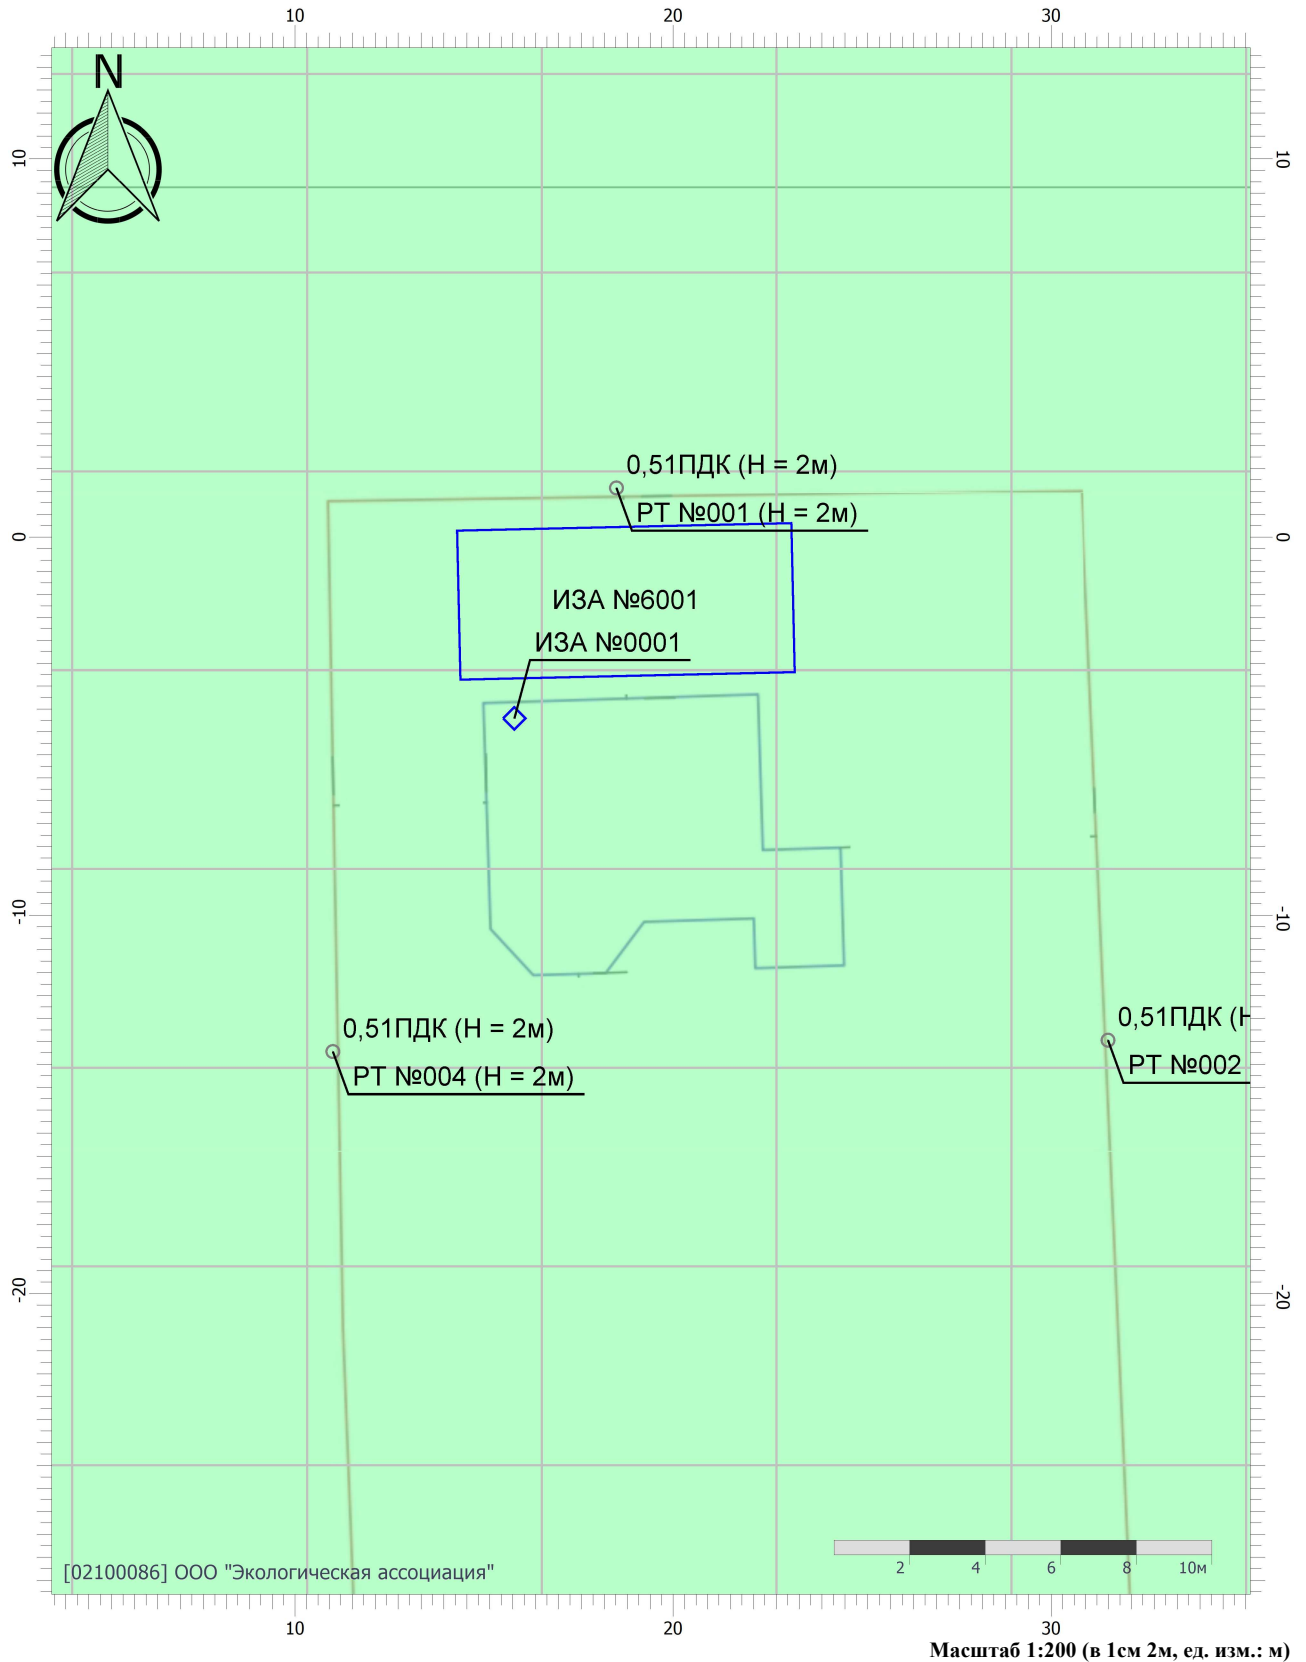 10 20 30
N
10 10
0,51ПДК (Н = 2м)
РТ №001 (Н = 2м)
0 0
ИЗА №6001
ИЗА №0001
-10 -10
0,51ПДК (Н
0,51ПДК (Н = 2м)
РТ №002
РТ №004 (Н = 2м)
-20 -20
2 4 6 8 10м
[02100086] ООО "Экологическая ассоциация"
10 20 30
Масштаб 1:200 (в 1см 2м, ед. изм.: м)